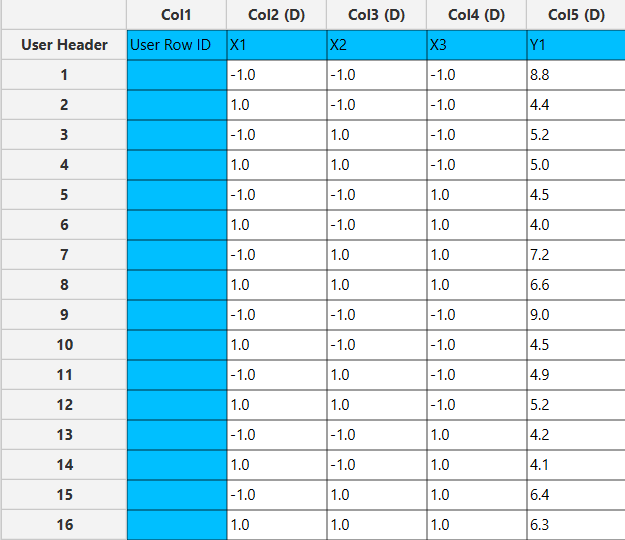 Col1 Col2 (D) Col3 (D) Col4 (D) Col5 (D)
User Header User Row ID X1 X2 X3 Y1
1 -1.0 -1.0 -1.0 8.8
2 1.0 -1.0 -1.0 4.4
3 -1.0 1.0 -1.0 5.2
4 1.0 1.0 -1.0 5.0
5 -1.0 -1.0 1.0 4.5
6 1.0 -1.0 1.0 4.0
7 -1.0 1.0 1.0 7.2
8 1.0 1.0 1.0 6.6
9 -1.0 -1.0 -1.0 9.0
10 1.0 -1.0 -1.0 4.5
11 -1.0 1.0 -1.0 4.9
12 1.0 1.0 -1.0 5.2
13 -1.0 -1.0 1.0 4.2
14 1.0 -1.0 1.0 4.1
15 -1.0 1.0 1.0 6.4
16 1.0 1.0 1.0 6.3